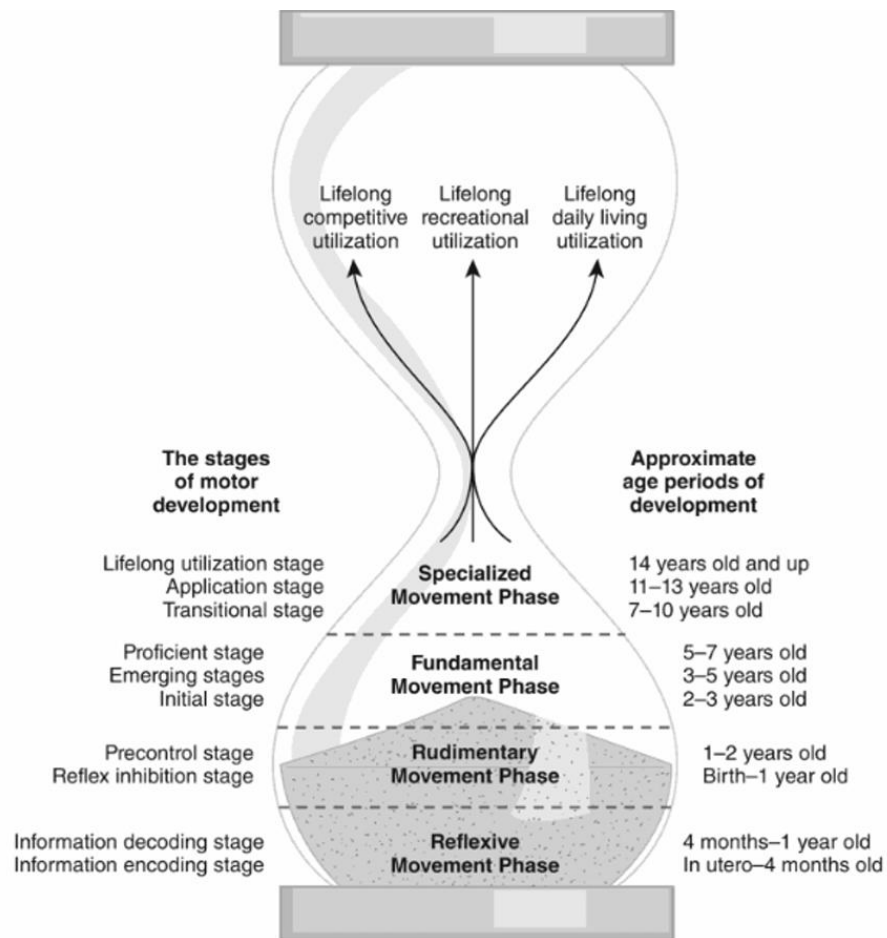 Lifelong
competitive
utilization
Lifelong
recreational
utilization
Lifelong
daily living
utilization
The stages
of motor
development
Approximate
age periods of
development
Lifelong utilization stage
Application stage
Transitional stage
Specialized
Movement Phase
14 years old and up
11–13 years old
7–10 years old
Proficient stage
Emerging stages
Initial stage
Fundamental
Movement Phase
5–7 years old
3–5 years old
2–3 years old
Precontrol stage
Reflex inhibition stage
Rudimentary
Movement Phase
1–2 years old
Birth–1 year old
Information decoding stage
Information encoding stage
Reflexive
Movement Phase
4 months–1 year old
In utero–4 months old